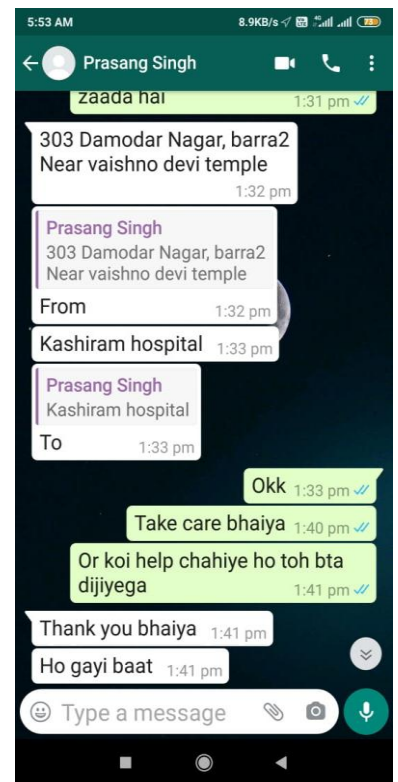 5:53 AM 8.9KB/s 4G 73
Prasang Singh
zaada hai
1:31 pm
303 Damodar Nagar, barra2
Near vaishno devi temple
1:32 pm
Prasang Singh
303 Damodar Nagar, barra2
Near vaishno devi temple
From 1:32 pm
Kashiram hospital 1:33 pm
Prasang Singh
Kashiram hospital
To 1:33 pm
Okk 1:33 pm
Take care bhaiya 1:40 pm
Or koi help chahiye ho toh bta
dijiyega 1:41 pm
Thank you bhaiya 1:41 pm
Ho gayi baat 1:41 pm
Type a message